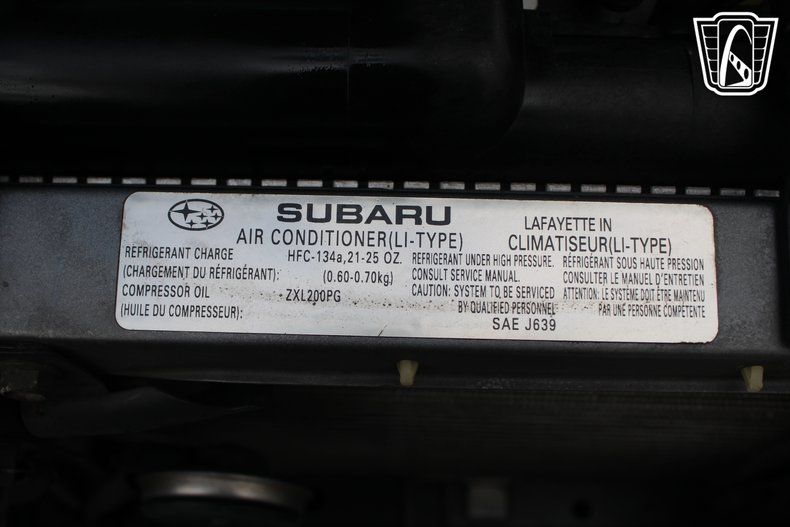 SUBARU
AIR CONDITIONER(LI-TYPE)
LAFAYETTE IN
CLIMATISEUR(LI-TYPE)
REFRIGERANT CHARGE HFC-134a,21-25 OZ.
(CHARGEMENT DU RÉFRIGÉRANT): (0.60-0.70kg)
COMPRESSOR OIL ZXL200PG
(HUILE DU COMPRESSEUR):
REFRIGERANT UNDER HIGH PRESSURE.
CONSULT SERVICE MANUAL.
CAUTION: SYSTEM TO BE SERVICED
BY QUALIFIED PERSONNEL
RÉFRIGÉRANT SOUS HAUTE PRESSION
CONSULTER LE MANUEL D'ENTRETIEN
ATTENTION: LE SYSTÈME DOIT ÊTRE MAINTENU
PAR UNE PERSONNE COMPÉTENTE
SAE J639